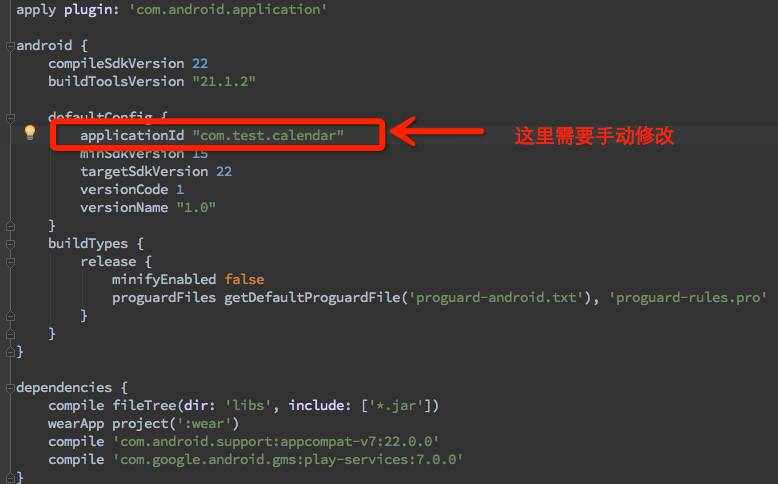 apply plugin: 'com.android.application'
android {
compileSdkVersion 22
buildToolsVersion "21.1.2"
defaultConfig {
applicationId "com.test.calendar"
这里需要手动修改
minSdkVersion 15
targetSdkVersion 22
versionCode 1
versionName "1.0"
}
buildTypes {
release {
minifyEnabled false
proguardFiles getDefaultProguardFile('proguard-android.txt'), 'proguard-rules.pro'
}
}
}
dependencies {
compile fileTree(dir: 'libs', include: ['*.jar'])
wearApp project(':wear')
compile 'com.android.support:appcompat-v7:22.0.0'
compile 'com.google.android.gms:play-services:7.0.0'
}